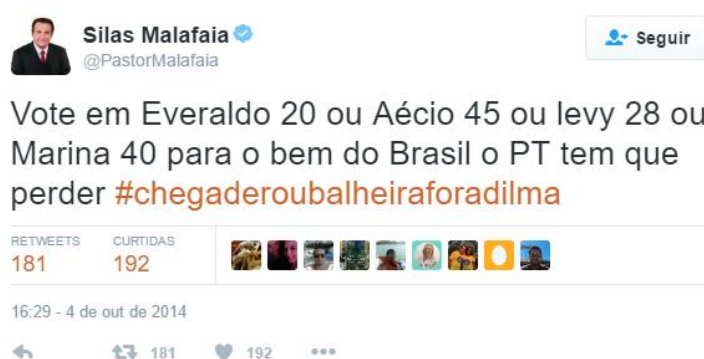 Silas Malafaia
@PastorMalafaia
Seguir
Vote em Everaldo 20 ou Aécio 45 ou levy 28 ou
Marina 40 para o bem do Brasil o PT tem que
perder #chegaderoubalheiraforadilma
RETWEETS CURTIDAS
181 192
16:29 - 4 de out de 2014
181 192